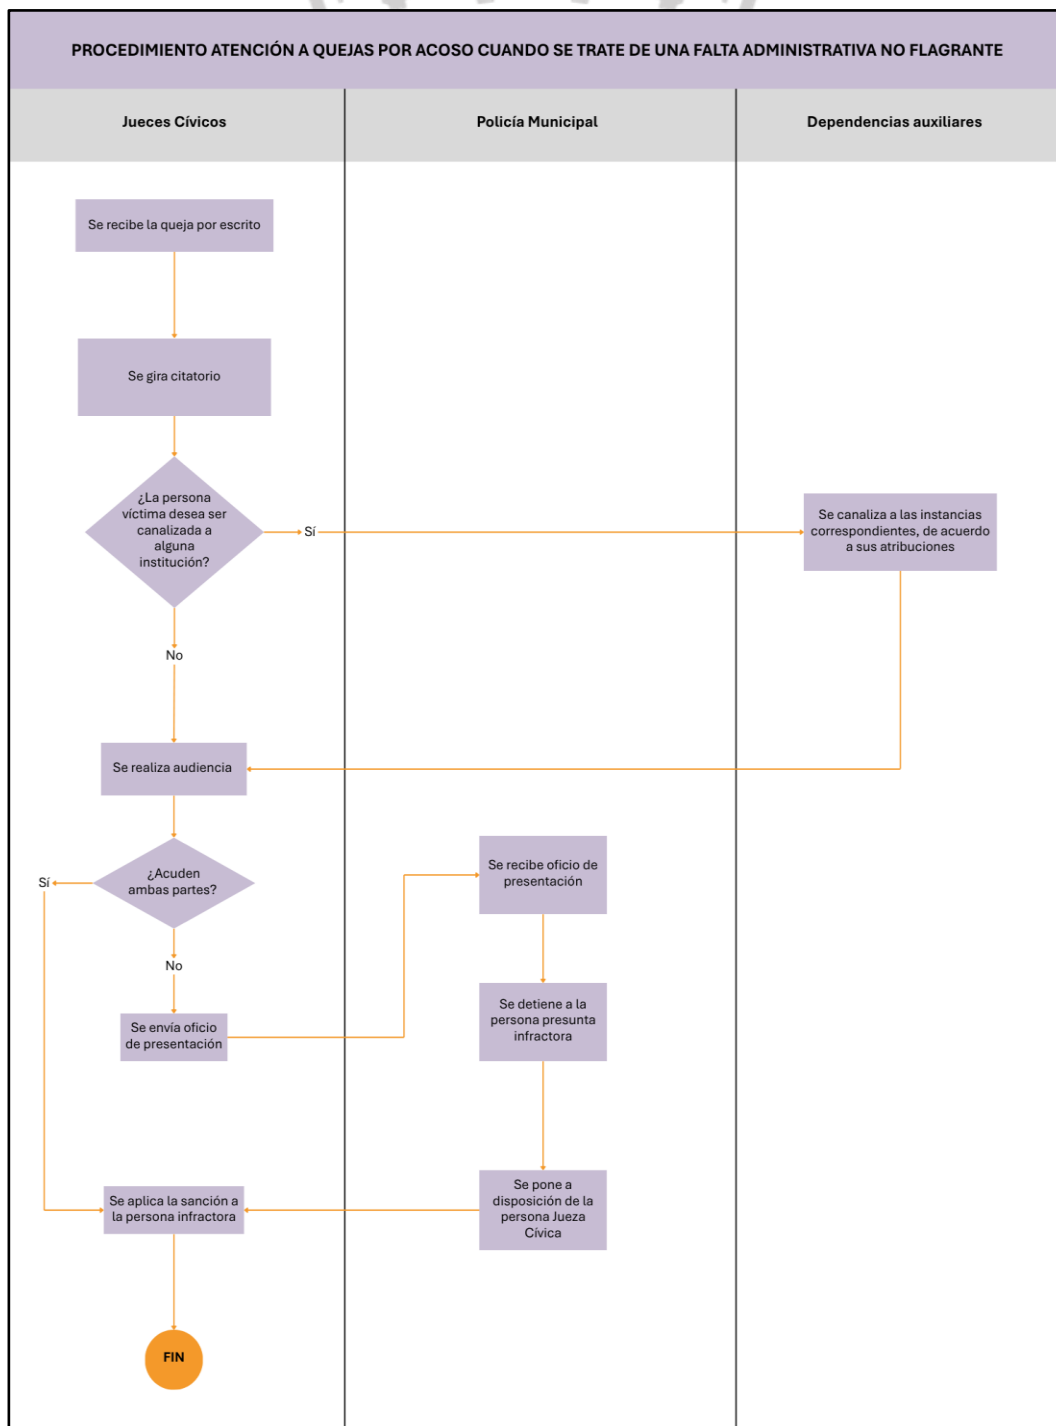 PROCEDIMIENTO ATENCIÓN A QUEJAS POR ACOSO CUANDO SE TRATE DE UNA FALTA ADMINISTRATIVA NO FLAGRANTE
Jueces Cívicos
Policía Municipal
Dependencias auxiliares
Se recibe la queja por escrito
Se gira citatorio
¿La persona
víctima desea ser
canalizada a
alguna
institución?
Sí
Se canaliza a las instancias
correspondientes, de acuerdo
a sus atribuciones
No
Se realiza audiencia
¿Acuden
ambas partes?
Sí
No
Se envía oficio
de presentación
Se recibe oficio de
presentación
Se detiene a la
persona presunta
infractora
Se pone a
disposición de la
persona Jueza
Cívica
Se aplica la sanción a
la persona infractora
FIN